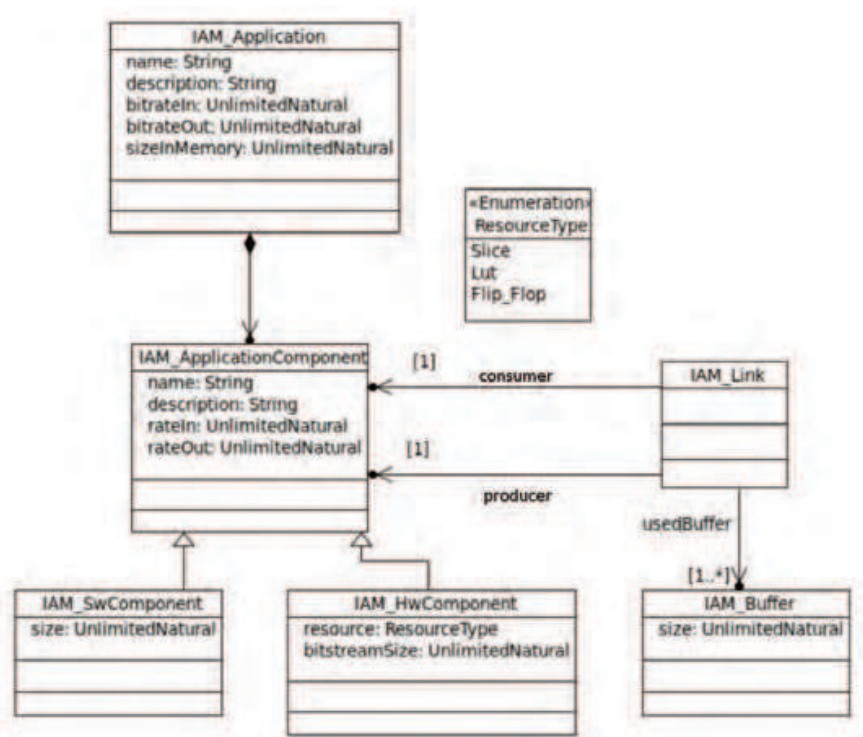 IAM_Application
name: String
description: String
bitrateIn: UnlimitedNatural
bitrateOut: UnlimitedNatural
sizeInMemory: UnlimitedNatural
«Enumeration»
ResourceType
Slice
Lut
Flip_Flop
IAM_ApplicationComponent
name: String
description: String
rateIn: UnlimitedNatural
rateOut: UnlimitedNatural
[1]
consumer
[1]
producer
IAM_Link
usedBuffer
[1..*]
IAM_SwComponent
size: UnlimitedNatural
IAM_HwComponent
resource: ResourceType
bitstreamSize: UnlimitedNatural
IAM_Buffer
size: UnlimitedNatural